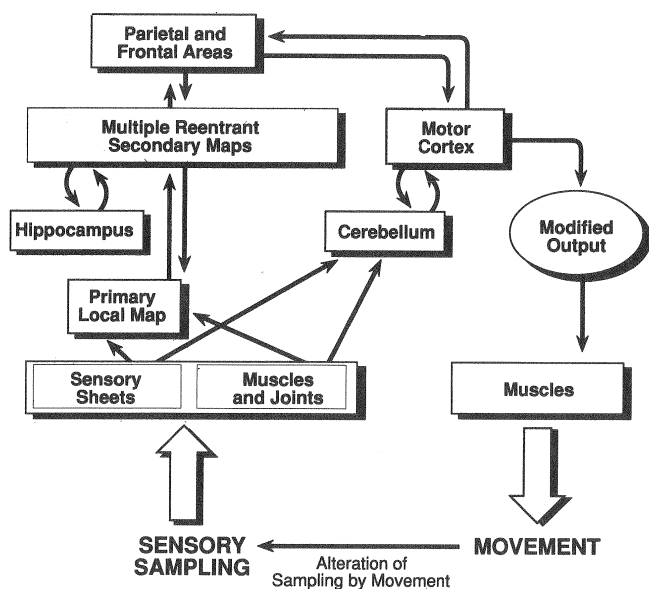 Parietal and
Frontal Areas
Multiple Reentrant
Secondary Maps
Motor
Cortex
Hippocampus
Cerebellum
Modified
Output
Primary
Local Map
Sensory
Sheets
Muscles
and Joints
Muscles
SENSORY
SAMPLING
MOVEMENT
Alteration of
Sampling by Movement